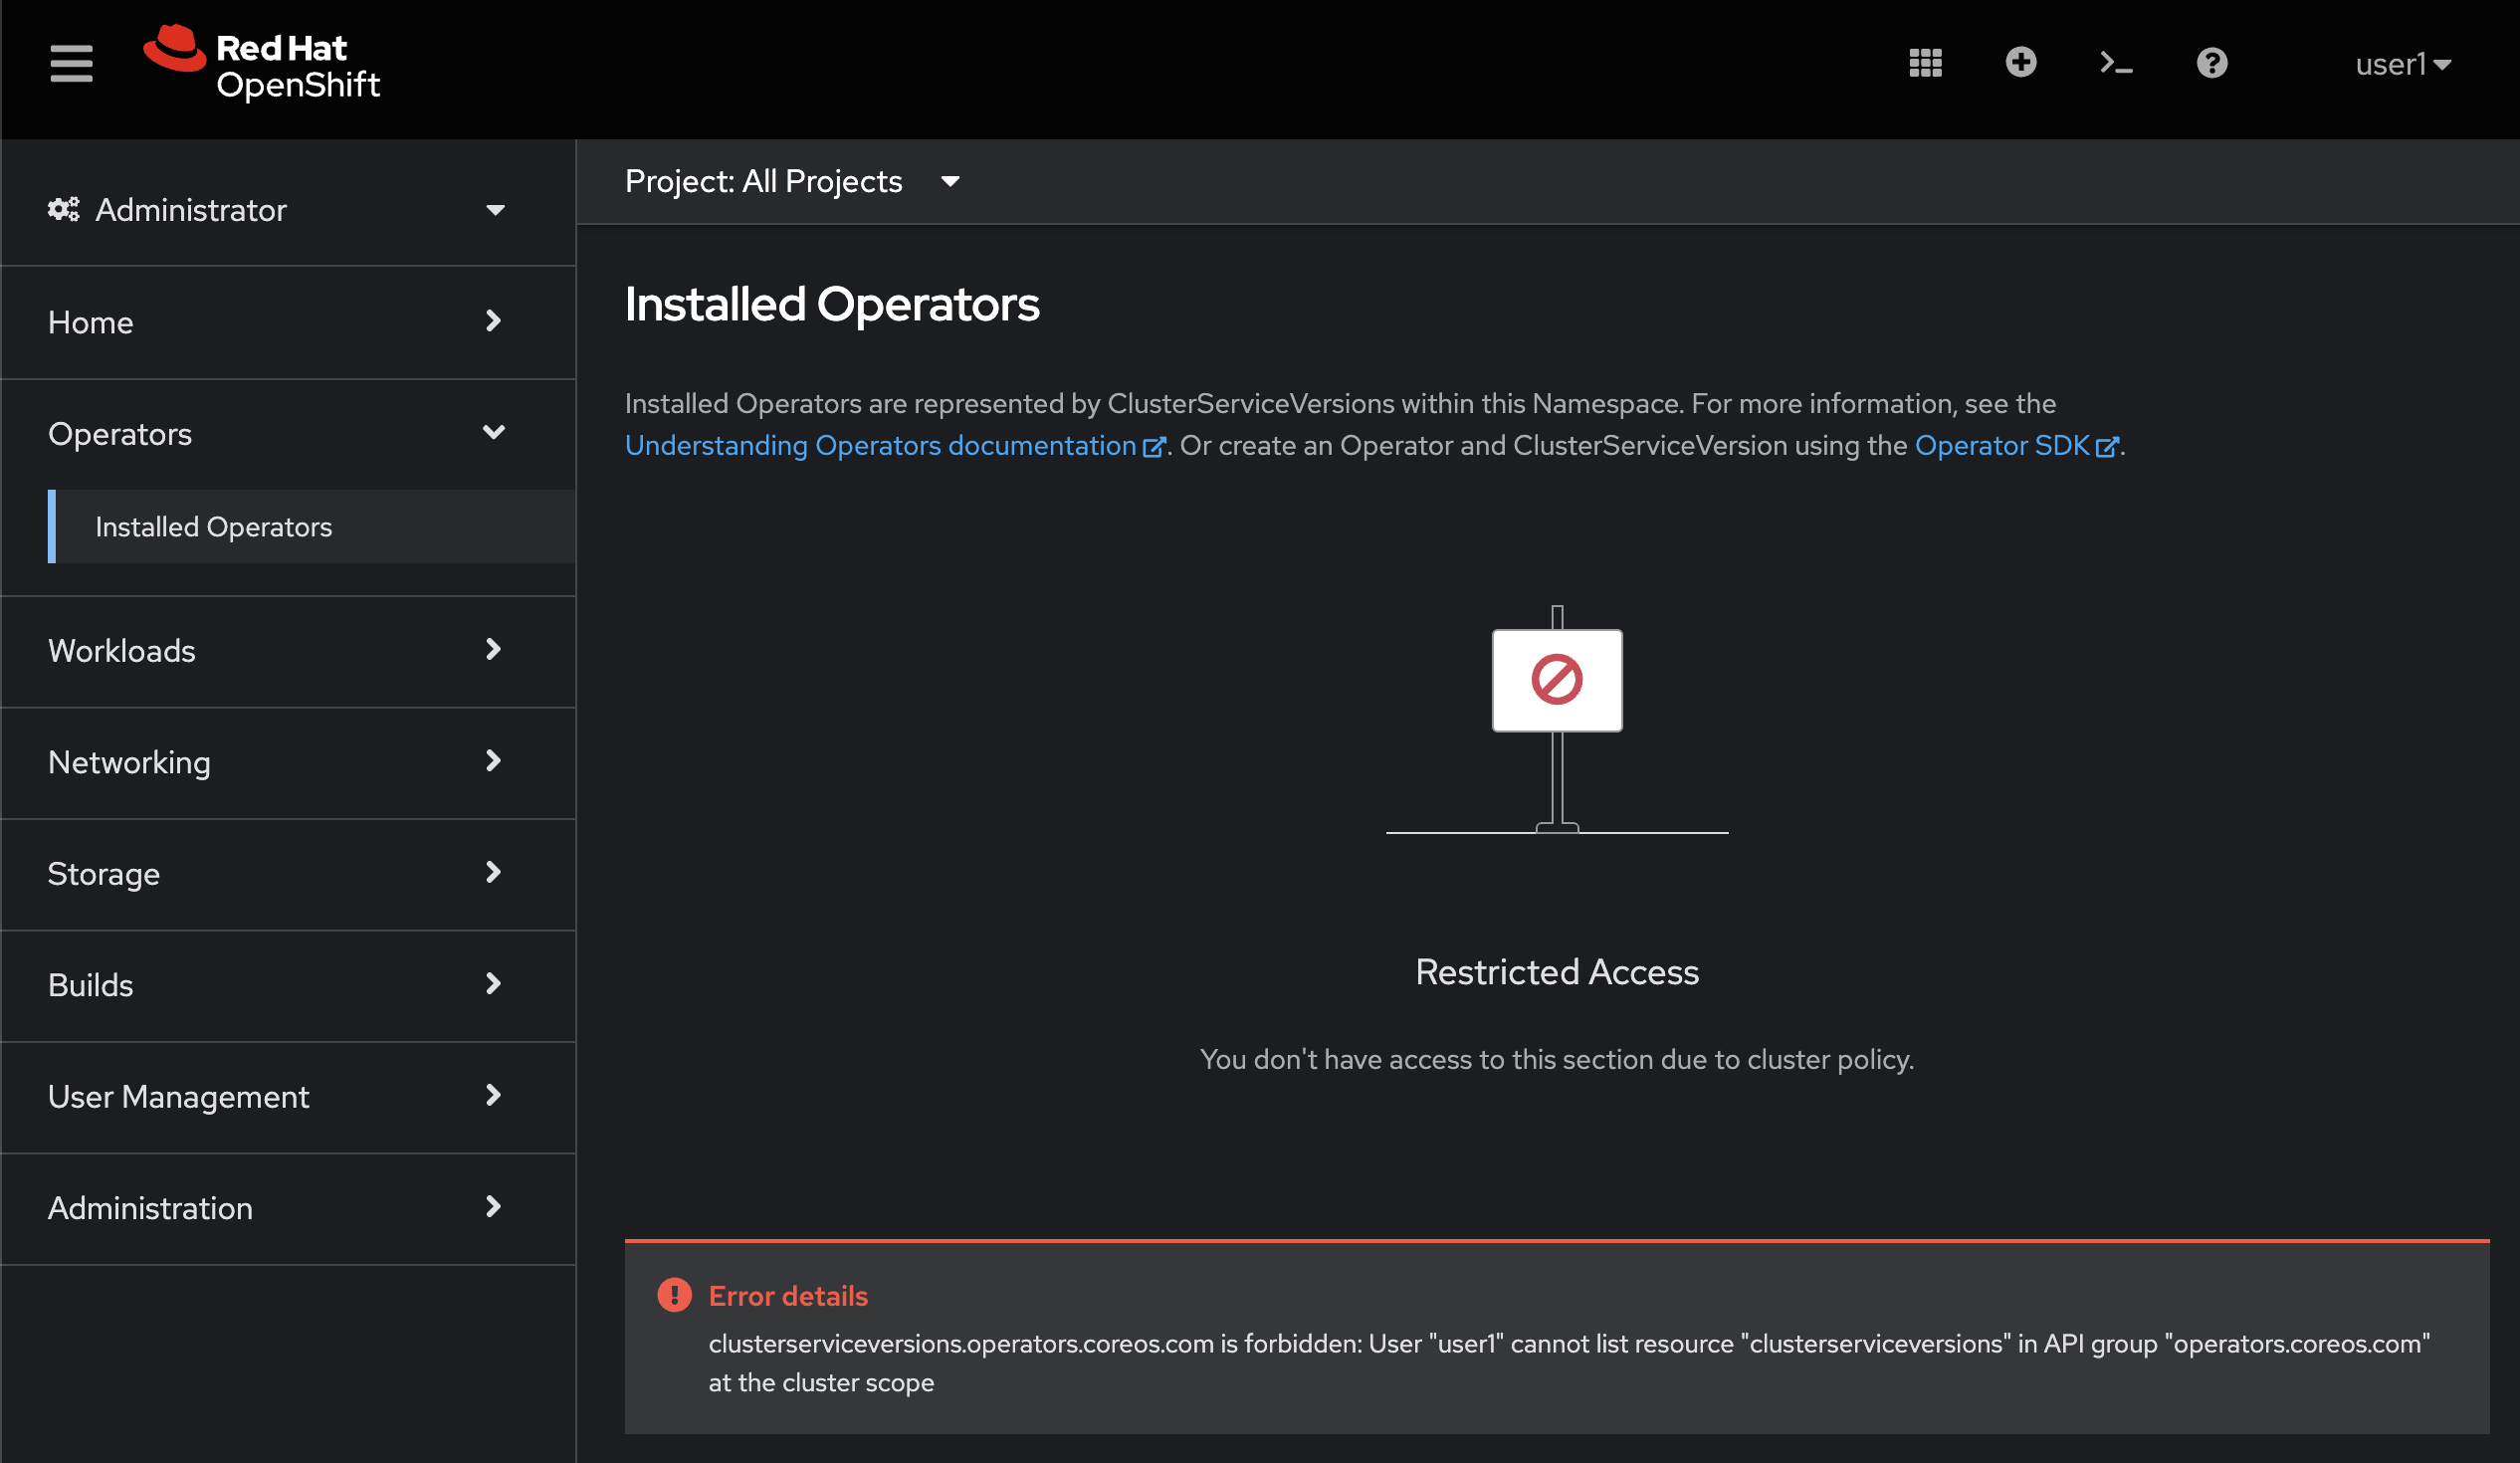 Red Hat
OpenShift
user1
Administrator
Home
Operators
Installed Operators
Workloads
Networking
Storage
Builds
User Management
Administration
Project: All Projects
Installed Operators
Installed Operators are represented by ClusterServiceVersions within this Namespace. For more information, see the
Understanding Operators documentation. Or create an Operator and ClusterServiceVersion using the Operator SDK.
Restricted Access
You don't have access to this section due to cluster policy.
Error details
clusterserviceversions.operators.coreos.com is forbidden: User "user1" cannot list resource "clusterserviceversions" in API group "operators.coreos.com"
at the cluster scope